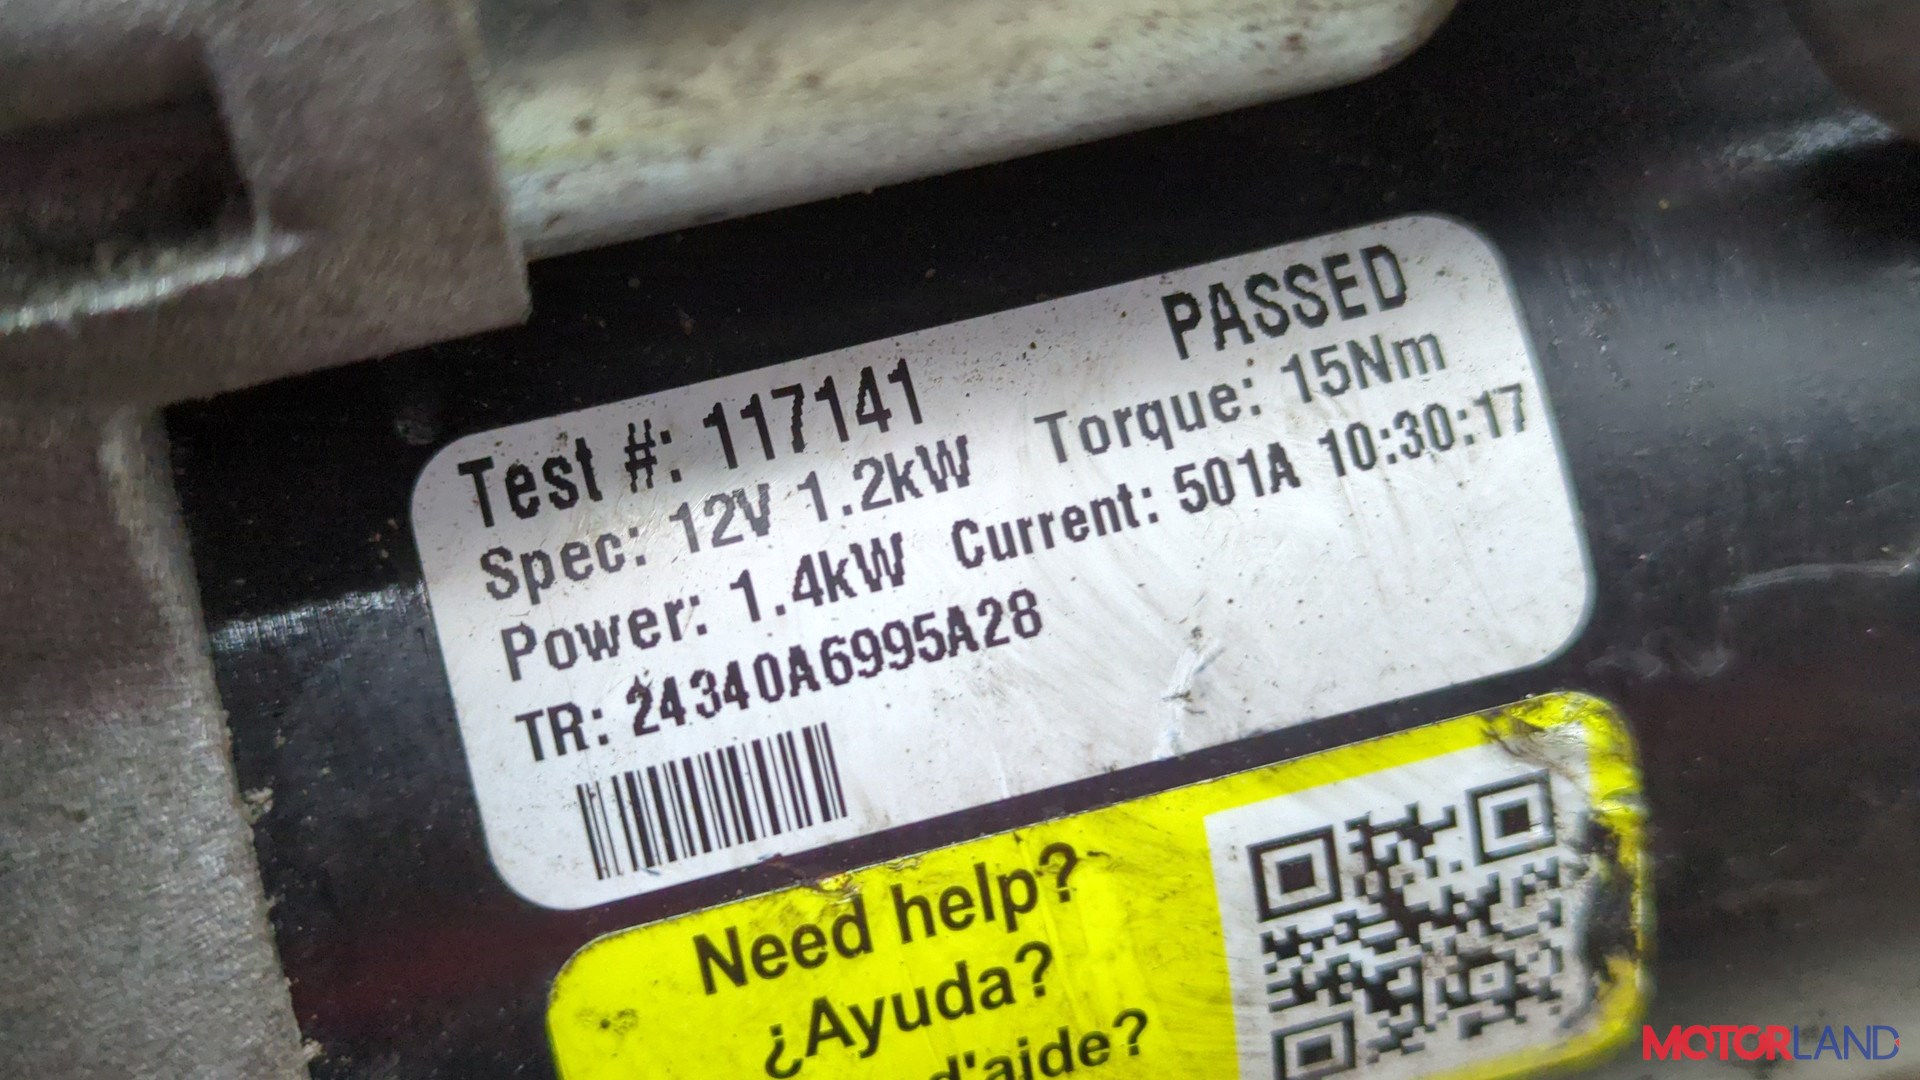 PASSED
Test #: 117141
Spec: 12V 1.2kW Torque: 15Nm
Power: 1.4kW Current: 501A 10:30:17
TR: 24340A6995A28
Need help?
¿Ayuda?
d'aide?
MOTORLAND